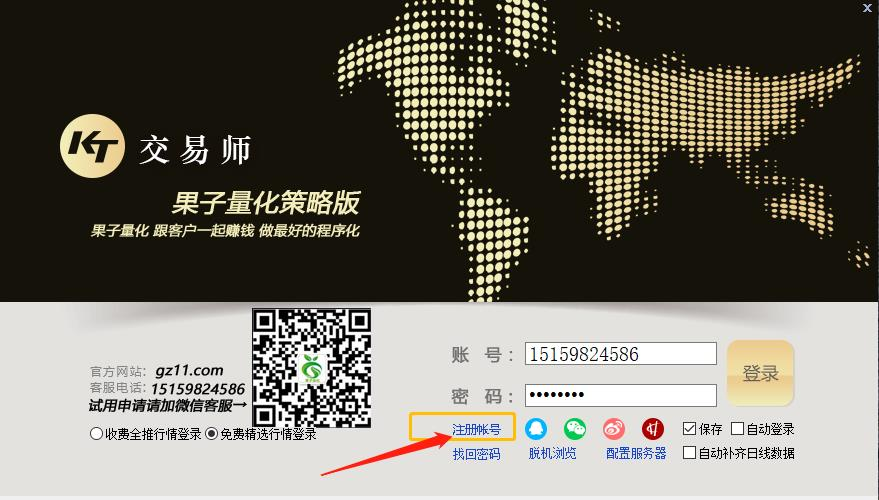 x
KT 交易师
果子量化策略版
果子量化 跟客户一起赚钱 做最好的程序化
官方网站: gz11.com
客服电话: 15159824586
试用申请请加微信客服→
收费全推行情登录 免费精选行情登录
账 号: 15159824586
密 码: ••••••••
登录
注册帐号
保存 自动登录
找回密码 脱机浏览 配置服务器 自动补齐日线数据